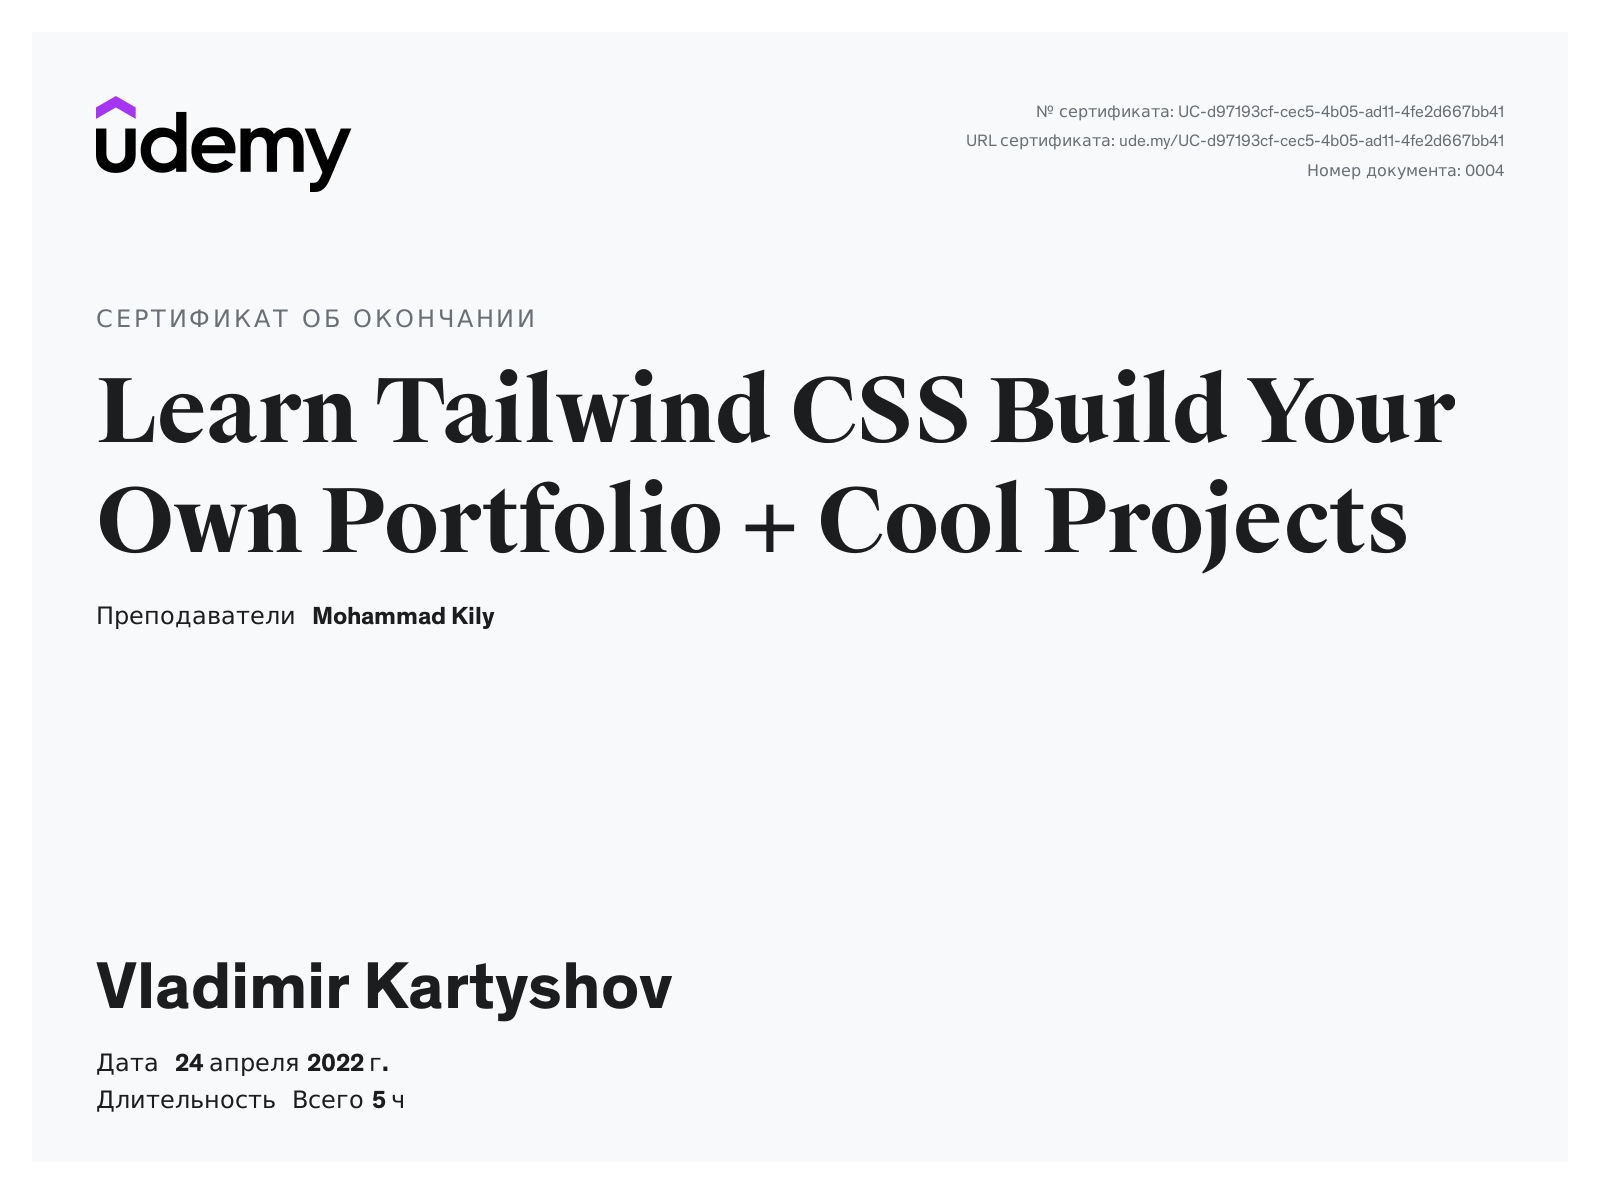 udemy
№ сертификата: UC-d97193cf-cec5-4b05-ad11-4fe2d667bb41
URL сертификата: ude.my/UC-d97193cf-cec5-4b05-ad11-4fe2d667bb41
Номер документа: 0004
СЕРТИФИКАТ ОБ ОКОНЧАНИИ
Learn Tailwind CSS Build Your
Own Portfolio + Cool Projects
Преподаватели Mohammad Kily
Vladimir Kartyshov
Дата 24 апреля 2022 г.
Длительность Всего 5 ч